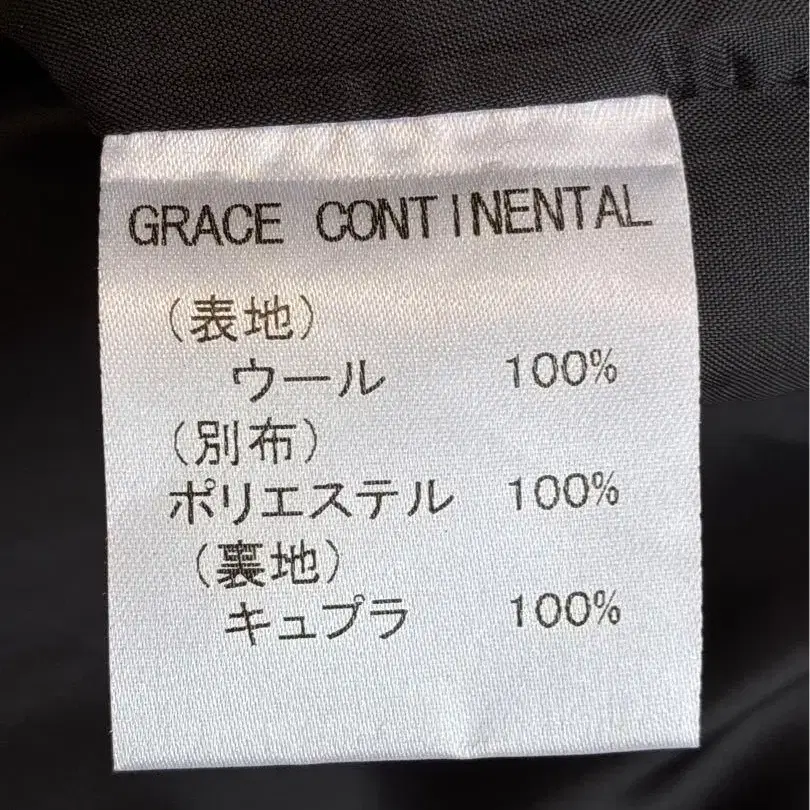 GRACE CONTINENTAL
(表地)
ウール 100%
(別布)
ポリエステル 100%
(裏地)
キュプラ 100%